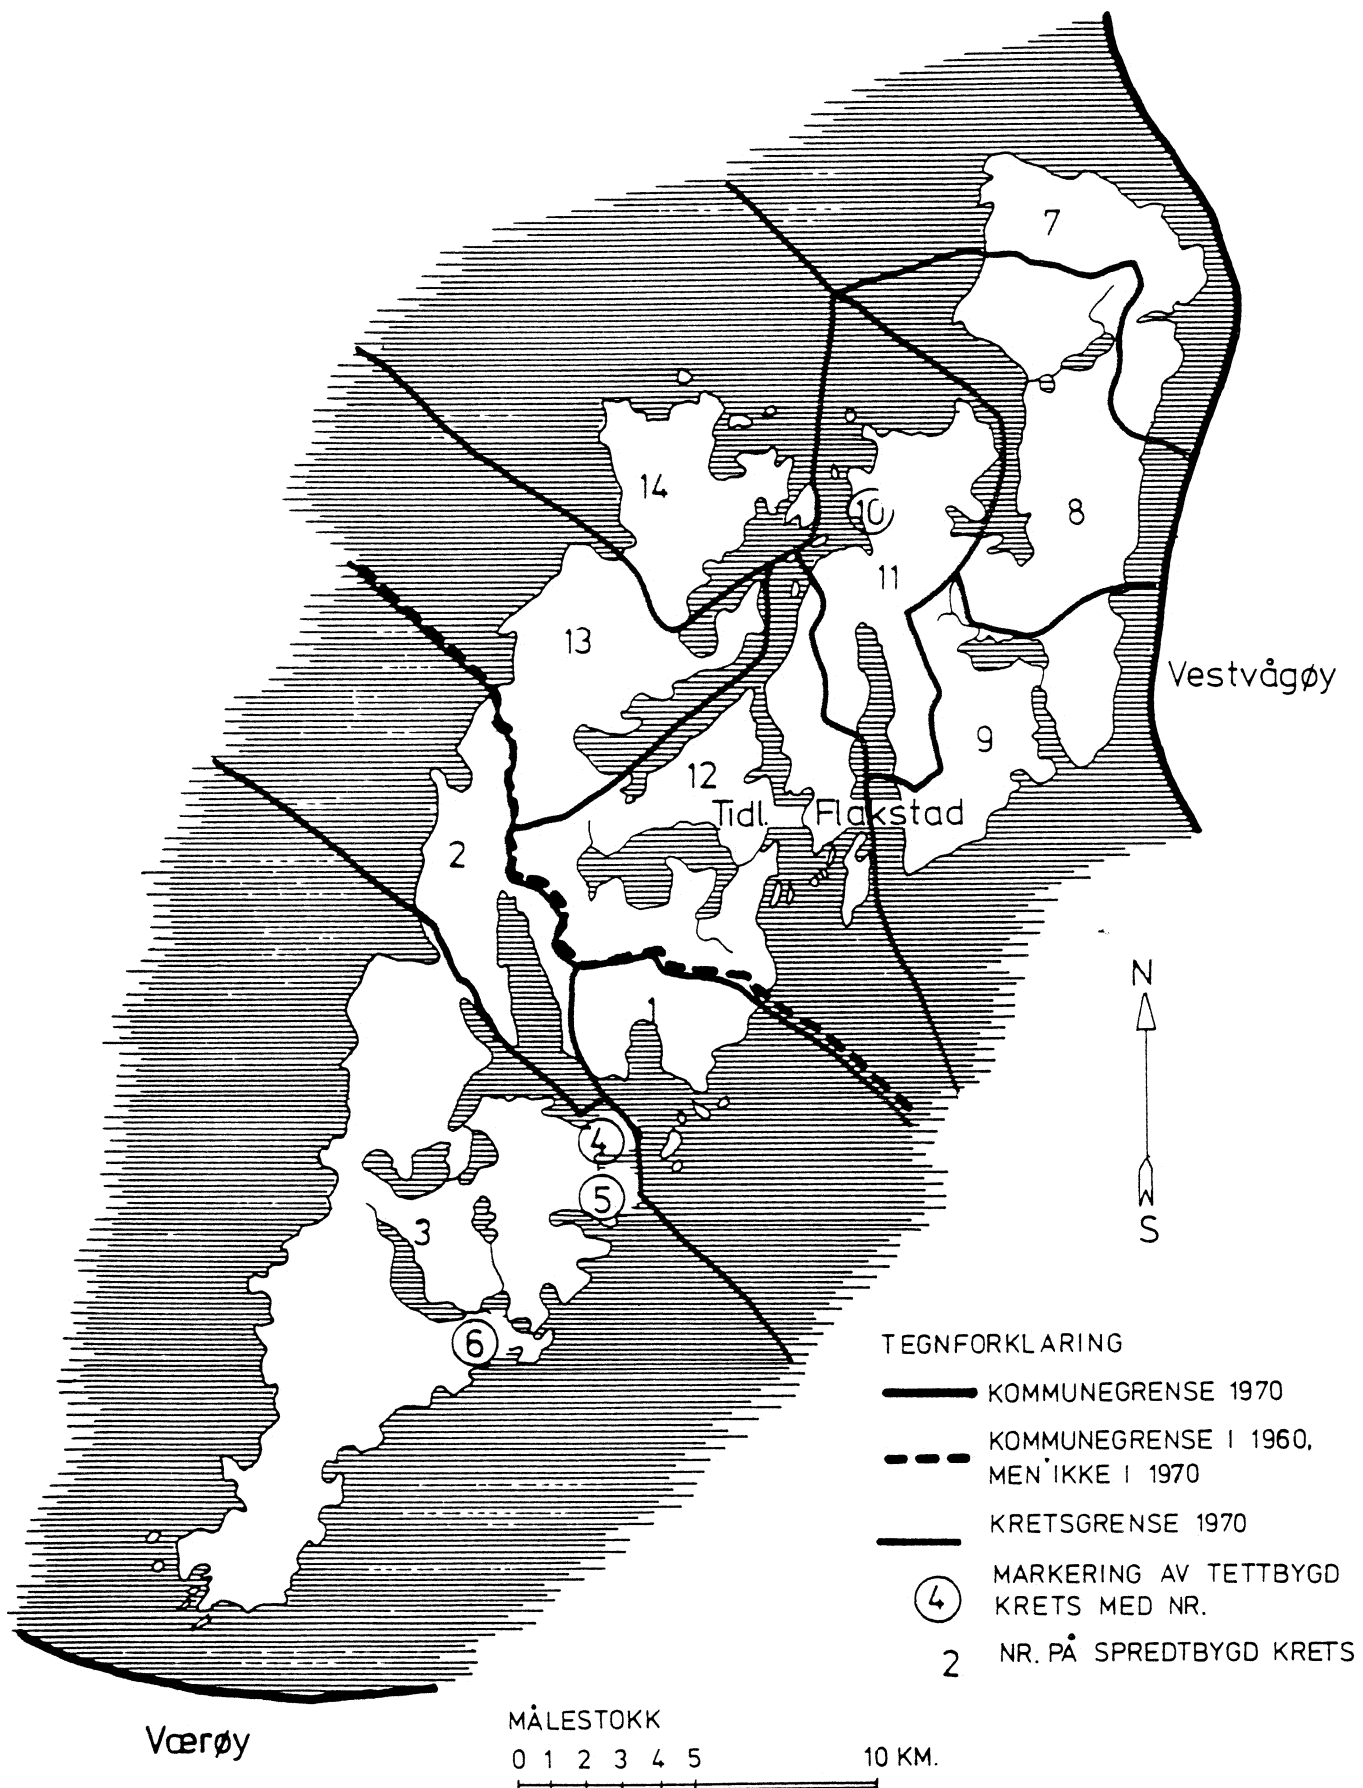 7
14
10
8
11
13
Vestvågøy
9
12
Tidl. Flakstad
2
1
N
4
5
S
3
6
TEGNFORKLARING
KOMMUNEGRENSE 1970
KOMMUNEGRENSE I 1960,
MEN IKKE I 1970
KRETSGRENSE 1970
4
MARKERING AV TETTBYGD
KRETS MED NR.
2
NR. PÅ SPREDTBYGD KRETS
Værøy
MÅLESTOKK
0 1 2 3 4 5 10 KM.